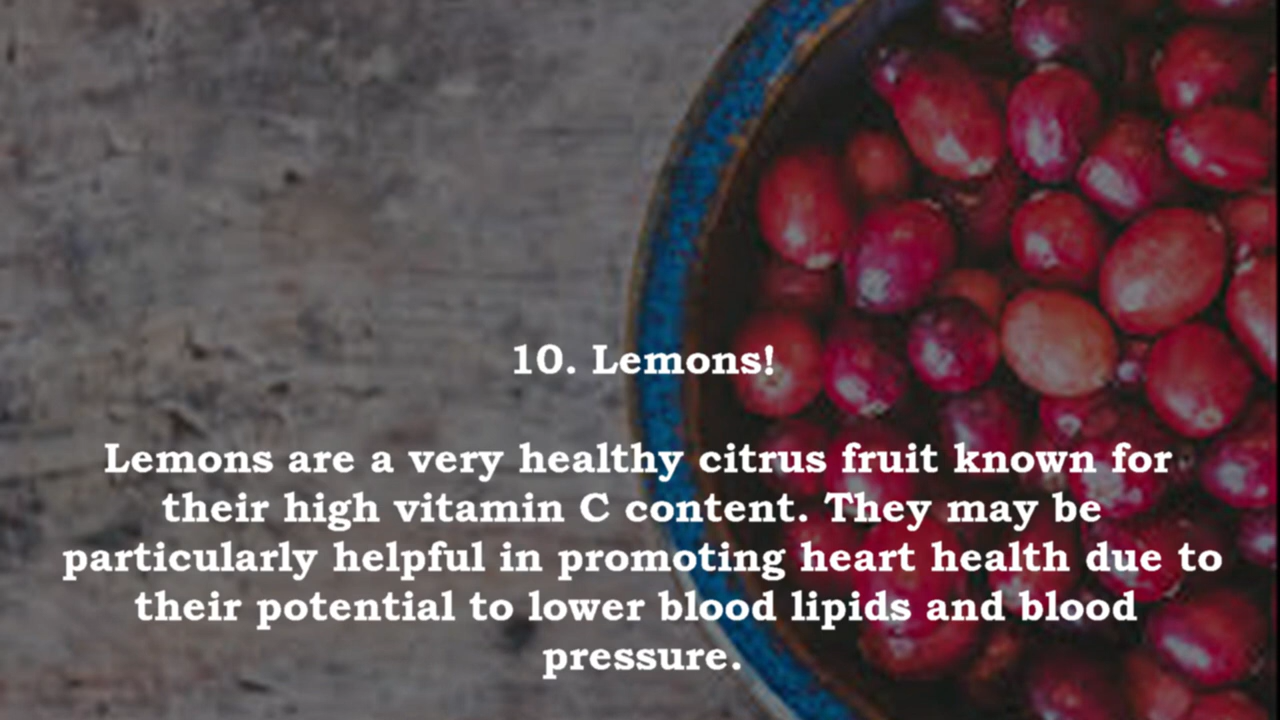 10. Lemons!
Lemons are a very healthy citrus fruit known for
their high vitamin C content. They may be
particularly helpful in promoting heart health due to
their potential to lower blood lipids and blood
pressure.